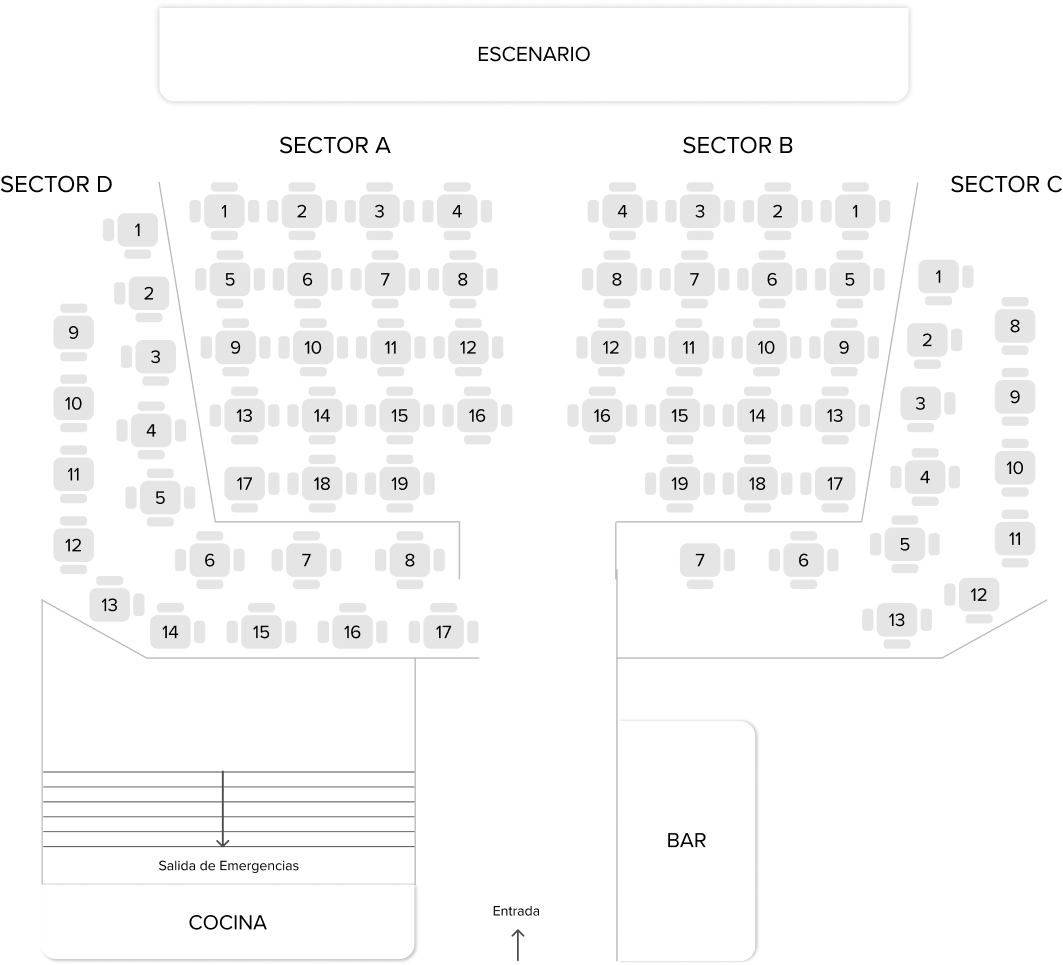 ESCENARIO
SECTOR A
SECTOR B
SECTOR D
SECTOR C
1 2 3 4
4 3 2 1
1
5 6 7 8
8 7 6 5
1
2
9
8
3
9 10 11 12
12 11 10 9
2
10
9
4
13 14 15 16
16 15 14 13
3
11
10
5
17 18 19
19 18 17
4
12
11
6 7 8
7 6
5
13
12
14 15 16 17
13
Salida de Emergencias
COCINA
BAR
Entrada